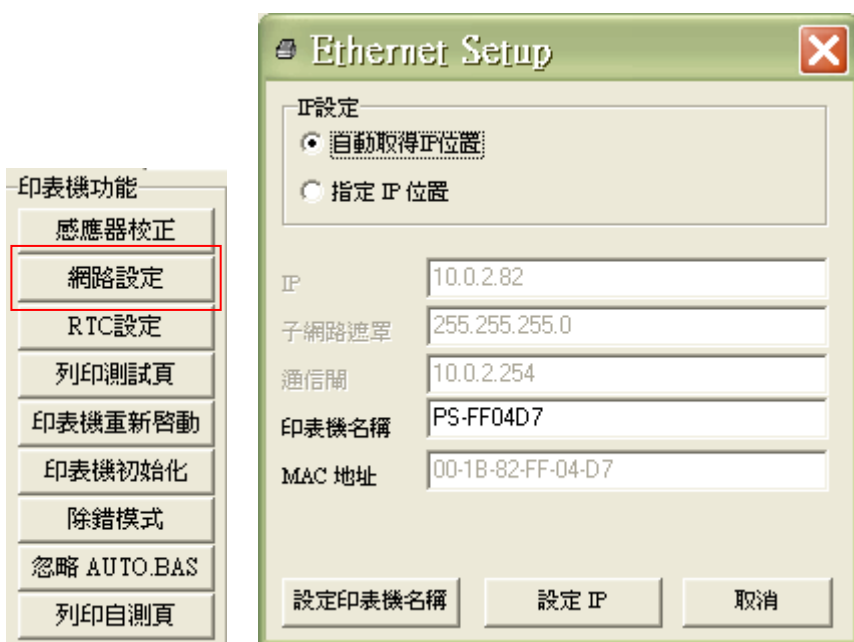 印表機功能
感應器校正
網路設定
RTC設定
列印測試頁
印表機重新啓動
印表機初始化
除錯模式
忽略 AUTO.BAS
列印自測頁
Ethernet Setup
IP設定
自動取得IP位置
指定 IP 位置
IP 10.0.2.82
子網路遮罩 255.255.255.0
通信閘 10.0.2.254
印表機名稱 PS-FF04D7
MAC 地址 00-1B-82-FF-04-D7
設定印表機名稱 設定 IP 取消